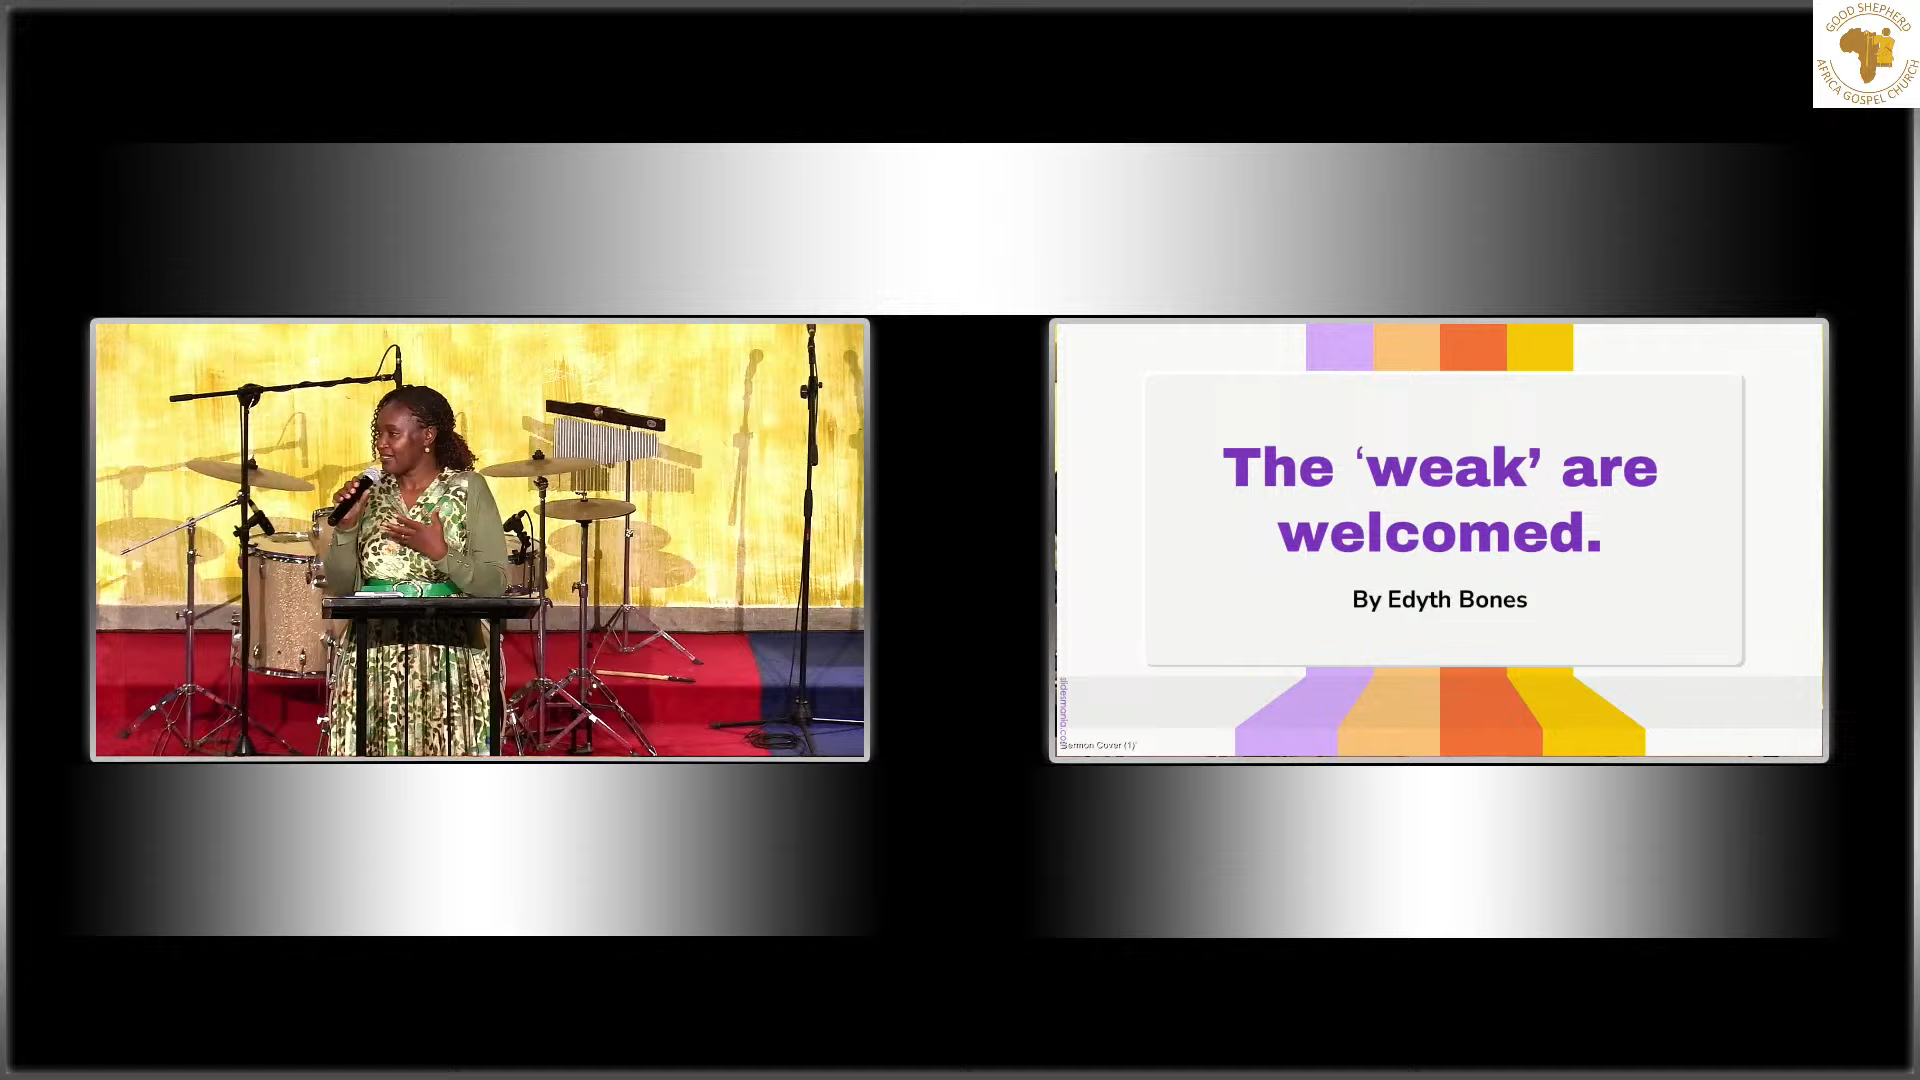 GOOD SHEPHERD
AFRICA GOSPEL CHURCH
The ‘weak’ are
welcomed.
By Edyth Bones
slidesmania.com
Sermon Cover (1)